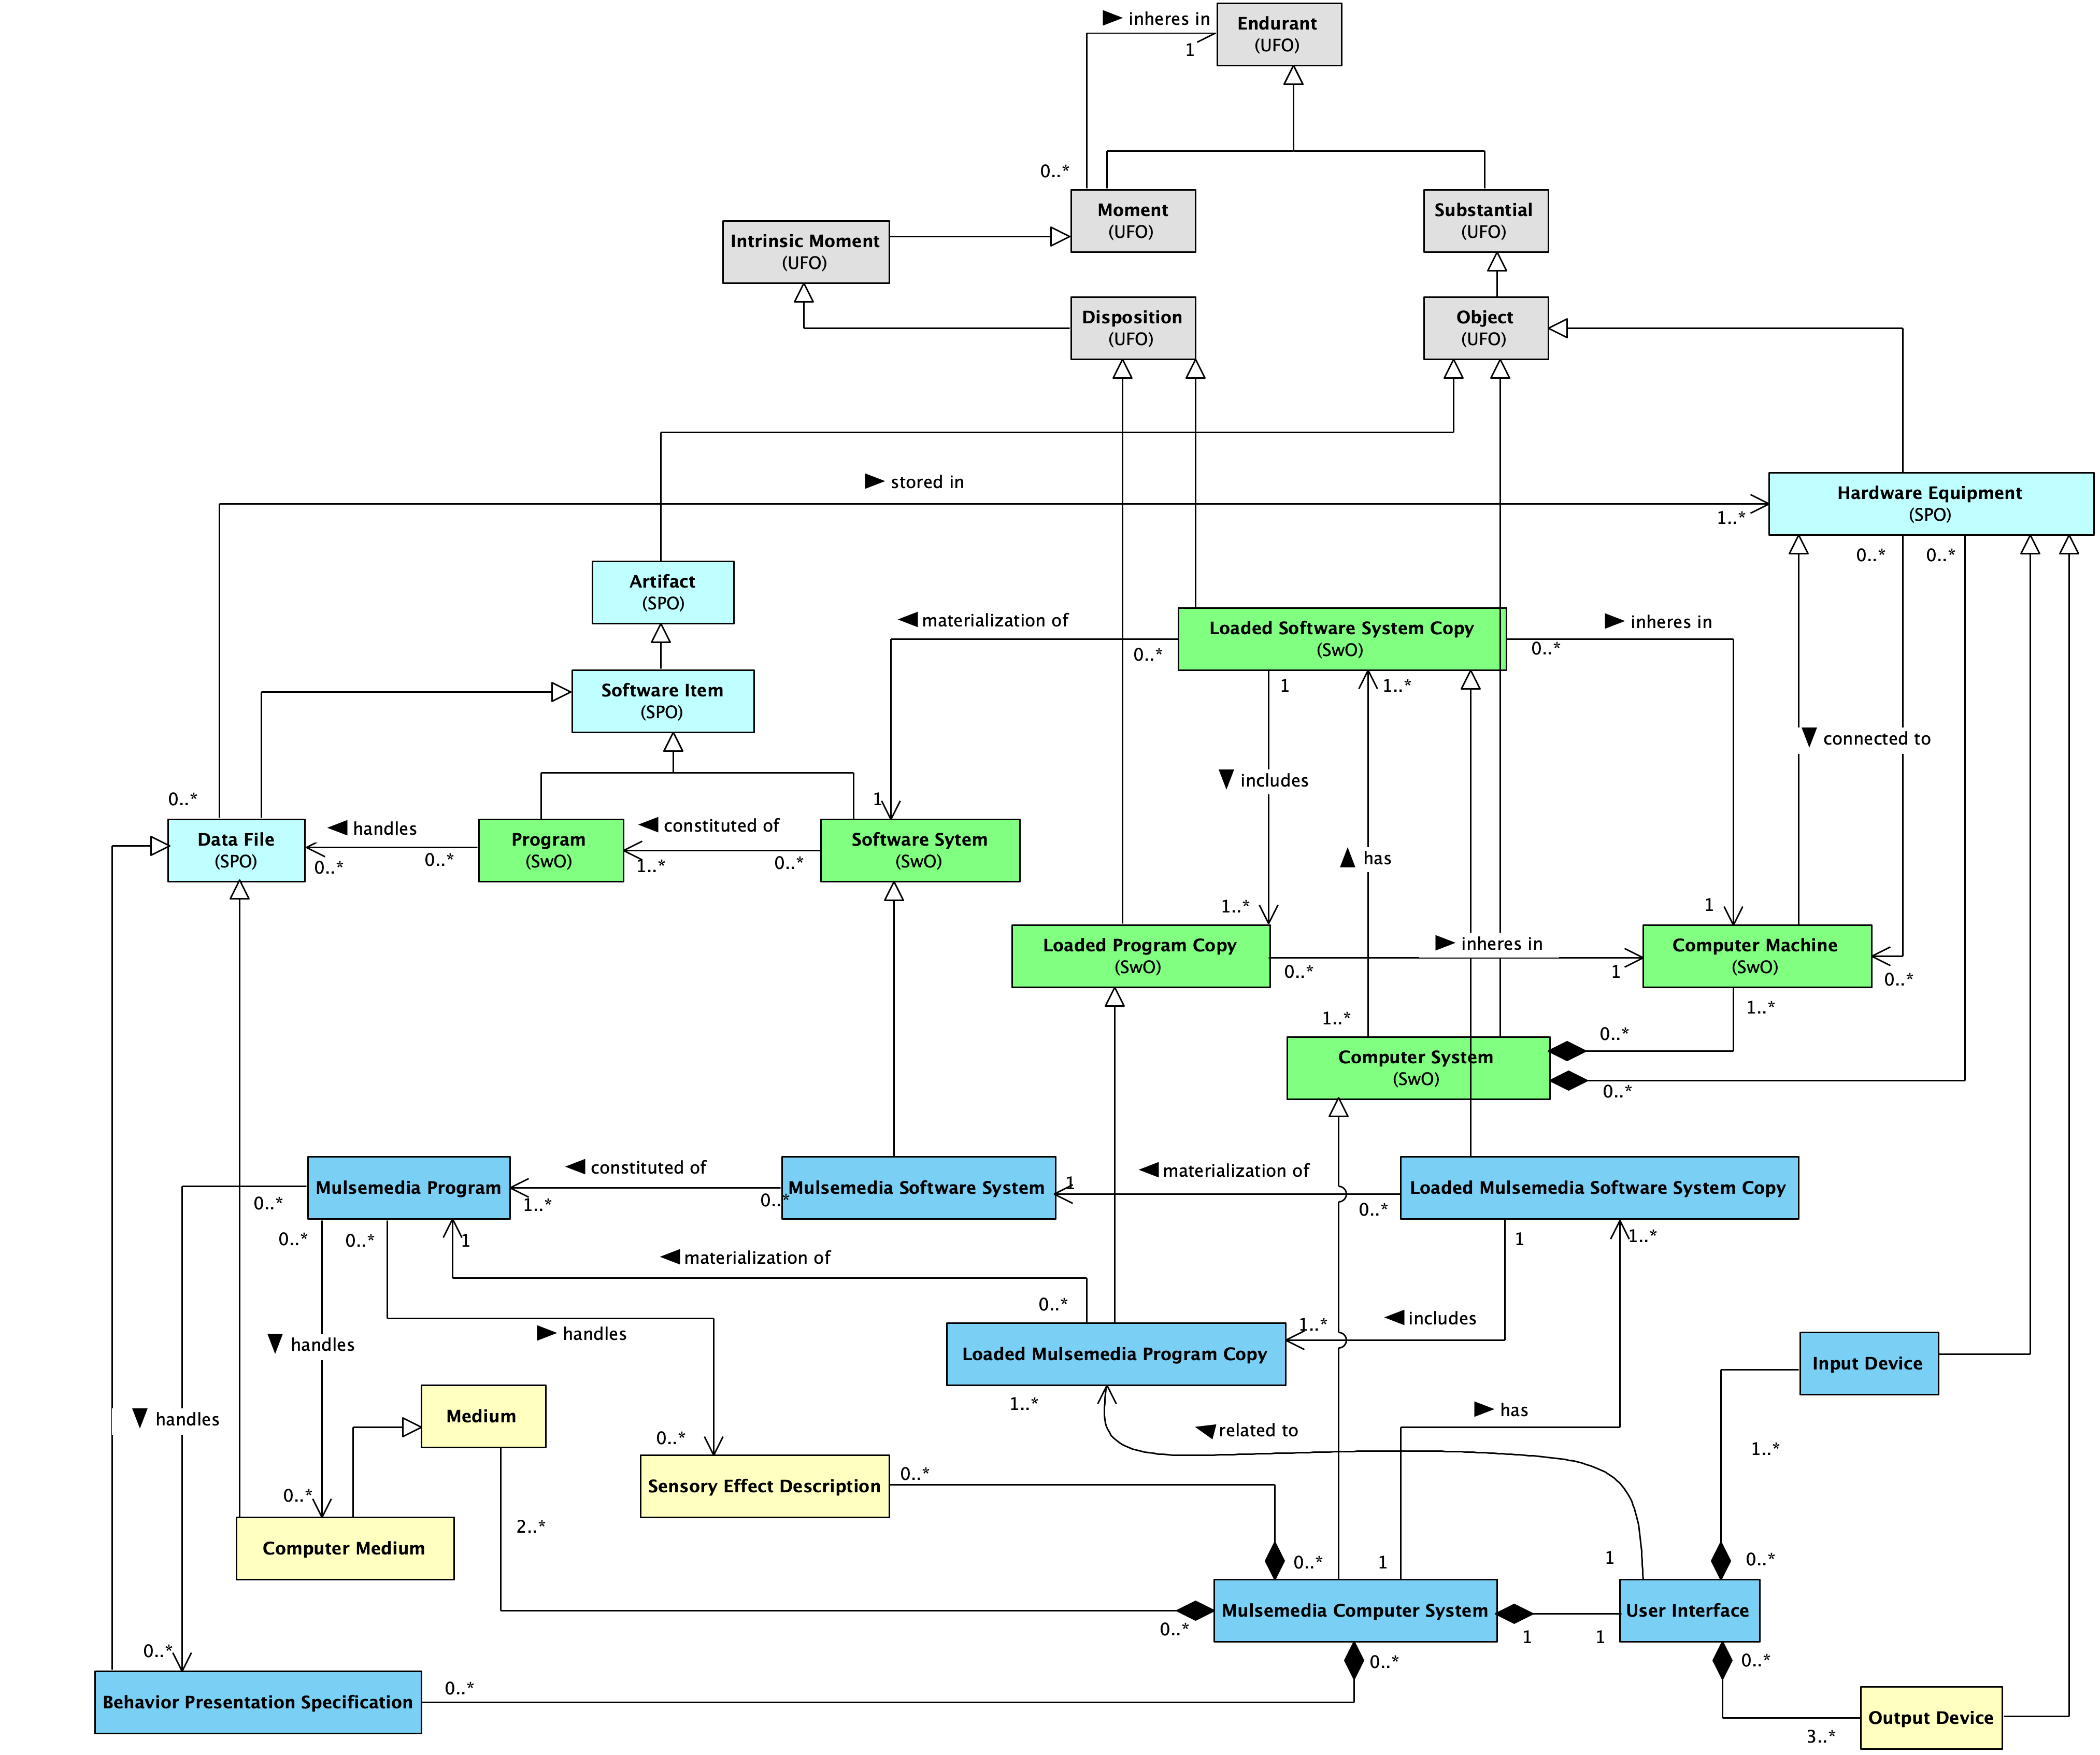 inheres in
Endurant
(UFO)
1
0..*
Moment
(UFO)
Substantial
(UFO)
Intrinsic Moment
(UFO)
Disposition
(UFO)
Object
(UFO)
stored in
Hardware Equipment
(SPO)
1..*
0..*
0..*
Artifact
(SPO)
materialization of
Loaded Software System Copy
(SwO)
inheres in
0..*
0..*
Software Item
(SPO)
1
1..*
connected to
includes
0..*
1
Data File
(SPO)
handles
0..*
0..*
Program
(SwO)
constituted of
1..*
0..*
Software Sytem
(SwO)
has
1..*
1
Loaded Program Copy
(SwO)
inheres in
0..*
1
Computer Machine
(SwO)
0..*
1..*
1..*
0..*
Computer System
(SwO)
0..*
Mulsemedia Program
constituted of
1..*
0..*
Mulsemedia Software System
materialization of
1
0..*
Loaded Mulsemedia Software System Copy
0..*
0..*
0..*
1
1
1..*
materialization of
0..*
handles
handles
includes
1..*
Loaded Mulsemedia Program Copy
Input Device
1..*
handles
Medium
related to
has
1..*
0..*
Sensory Effect Description
0..*
0..*
2..*
Computer Medium
0..*
1
1
0..*
Mulsemedia Computer System
User Interface
0..*
1
1
0..*
0..*
0..*
Behavior Presentation Specification
0..*
Output Device
3..*